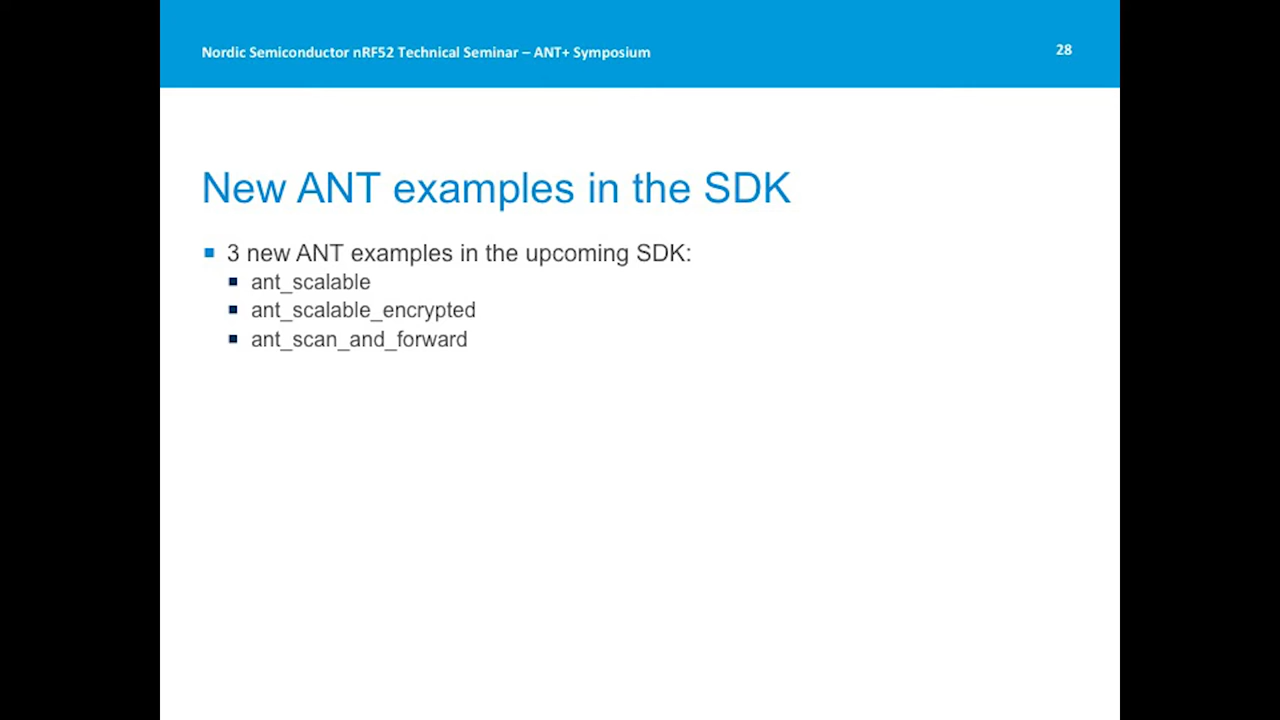 Nordic Semiconductor nRF52 Technical Seminar – ANT+ Symposium
28
New ANT examples in the SDK
3 new ANT examples in the upcoming SDK:
ant_scalable
ant_scalable_encrypted
ant_scan_and_forward